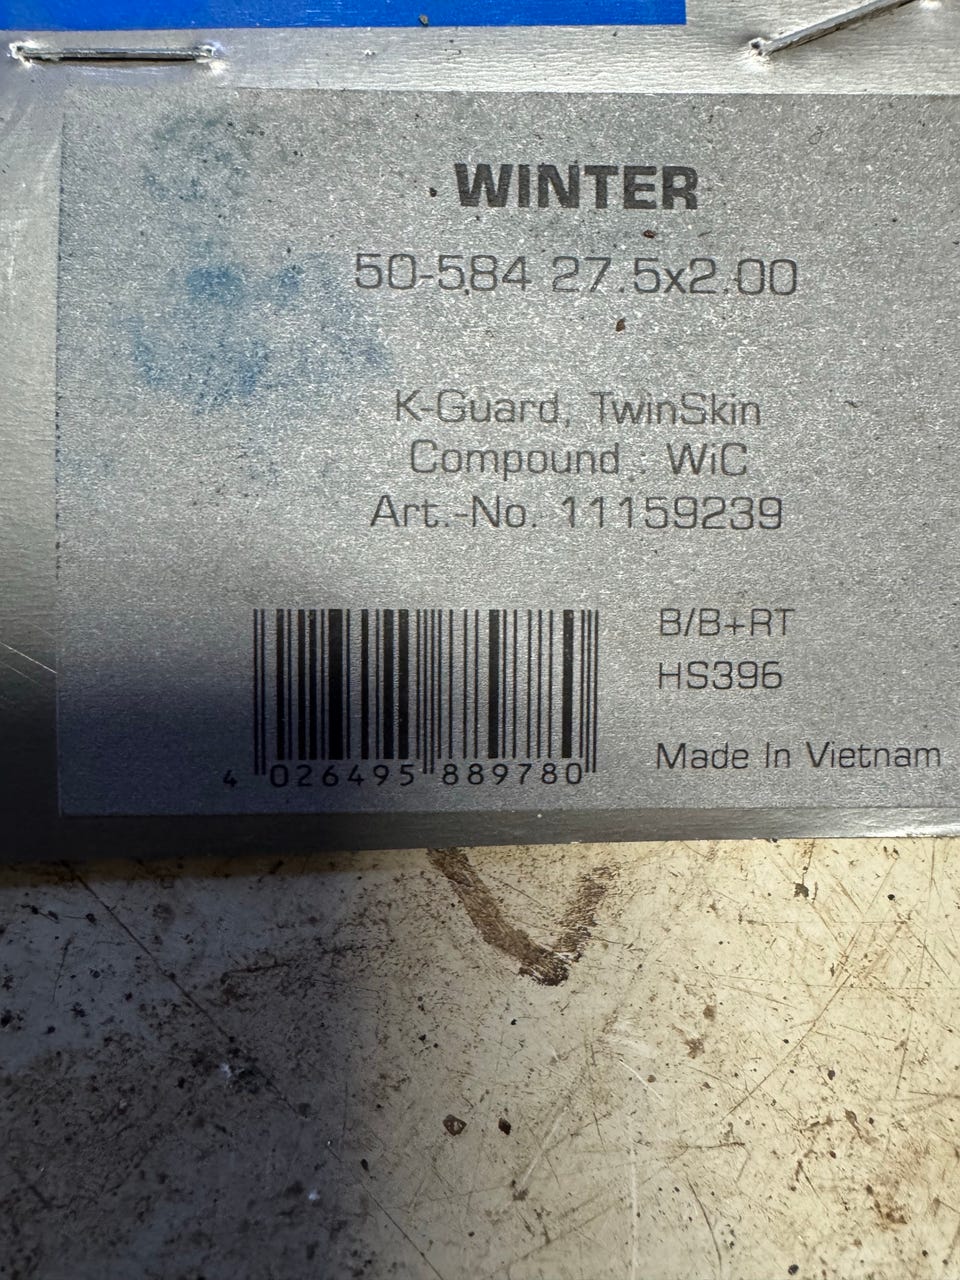 WINTER
50-584 27.5x2.00
K-Guard, TwinSkin
Compound : WiC
Art.-No. 11159239
B/B+RT
HS396
Made In Vietnam
4 026495 889780